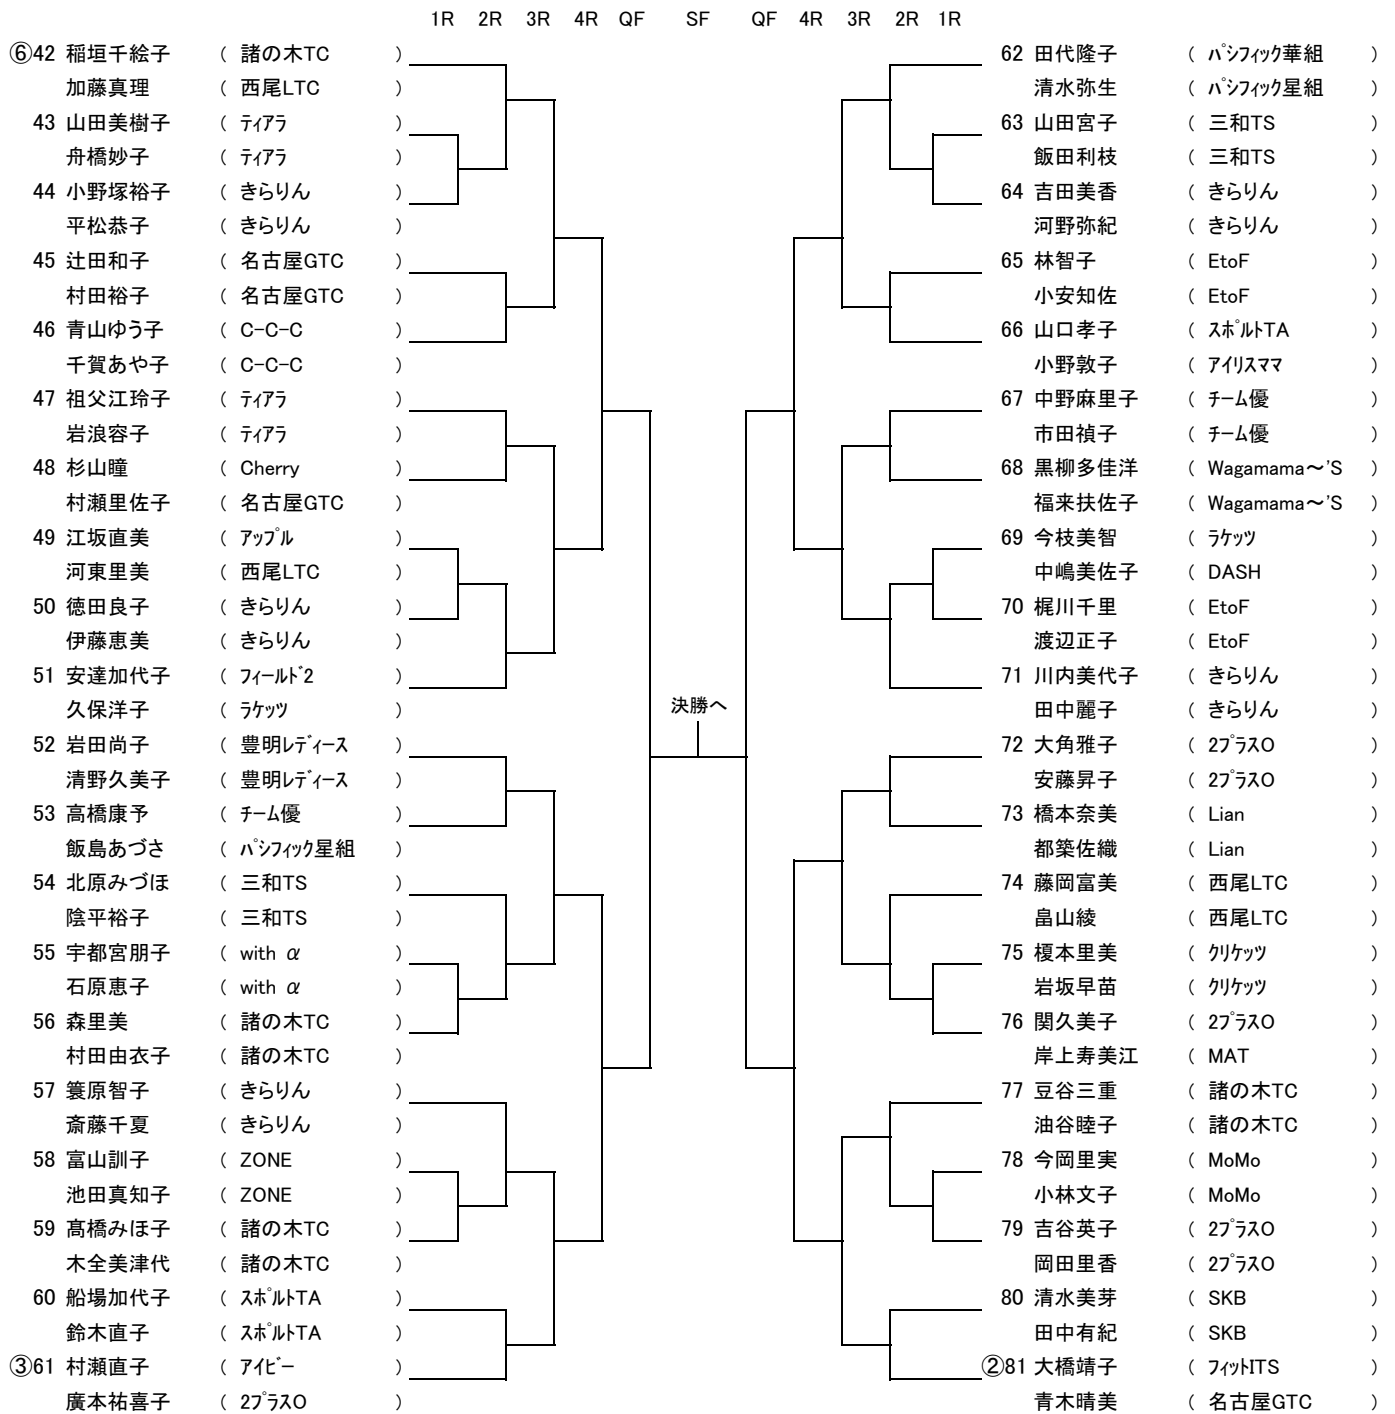 1R 2R 3R 4R QF SF QF 4R 3R 2R 1R
⑥42 稲垣千絵子 ( 諸の木TC )
加藤真理 ( 西尾LTC )
43 山田美樹子 ( ティアラ )
舟橋妙子 ( ティアラ )
44 小野塚裕子 ( きらりん )
平松恭子 ( きらりん )
45 辻田和子 ( 名古屋GTC )
村田裕子 ( 名古屋GTC )
46 青山ゆう子 ( C-C-C )
千賀あや子 ( C-C-C )
47 祖父江玲子 ( ティアラ )
岩浪容子 ( ティアラ )
48 杉山瞳 ( Cherry )
村瀬里佐子 ( 名古屋GTC )
49 江坂直美 ( アップル )
河東里美 ( 西尾LTC )
50 徳田良子 ( きらりん )
伊藤恵美 ( きらりん )
51 安達加代子 ( フィールド2 )
久保洋子 ( ラケッツ )
52 岩田尚子 ( 豊明レディース )
清野久美子 ( 豊明レディース )
53 高橋康予 ( チーム優 )
飯島あづさ ( パシフィック星組 )
54 北原みづほ ( 三和TS )
陰平裕子 ( 三和TS )
55 宇都宮朋子 ( with α )
石原恵子 ( with α )
56 森里美 ( 諸の木TC )
村田由衣子 ( 諸の木TC )
57 簑原智子 ( きらりん )
斎藤千夏 ( きらりん )
58 富山訓子 ( ZONE )
池田真知子 ( ZONE )
59 髙橋みほ子 ( 諸の木TC )
木全美津代 ( 諸の木TC )
60 船場加代子 ( スポルトTA )
鈴木直子 ( スポルトTA )
③61 村瀬直子 ( アイビー )
廣本祐喜子 ( 2プラスO )
決勝へ
62 田代隆子 ( パシフィック華組 )
清水弥生 ( パシフィック星組 )
63 山田宮子 ( 三和TS )
飯田利枝 ( 三和TS )
64 吉田美香 ( きらりん )
河野弥紀 ( きらりん )
65 林智子 ( EtoF )
小安知佐 ( EtoF )
66 山口孝子 ( スポルトTA )
小野敦子 ( アイリスママ )
67 中野麻里子 ( チーム優 )
市田禎子 ( チーム優 )
68 黒柳多佳洋 ( Wagamama～'S )
福来扶佐子 ( Wagamama～'S )
69 今枝美智 ( ラケッツ )
中嶋美佐子 ( DASH )
70 梶川千里 ( EtoF )
渡辺正子 ( EtoF )
71 川内美代子 ( きらりん )
田中麗子 ( きらりん )
72 大角雅子 ( 2プラスO )
安藤昇子 ( 2プラスO )
73 橋本奈美 ( Lian )
都築佐織 ( Lian )
74 藤岡富美 ( 西尾LTC )
畠山綾 ( 西尾LTC )
75 榎本里美 ( クリケッツ )
岩坂早苗 ( クリケッツ )
76 関久美子 ( 2プラスO )
岸上寿美江 ( MAT )
77 豆谷三重 ( 諸の木TC )
油谷睦子 ( 諸の木TC )
78 今岡里実 ( MoMo )
小林文子 ( MoMo )
79 吉谷英子 ( 2プラスO )
岡田里香 ( 2プラスO )
80 清水美芽 ( SKB )
田中有紀 ( SKB )
②81 大橋靖子 ( フィットITS )
青木晴美 ( 名古屋GTC )